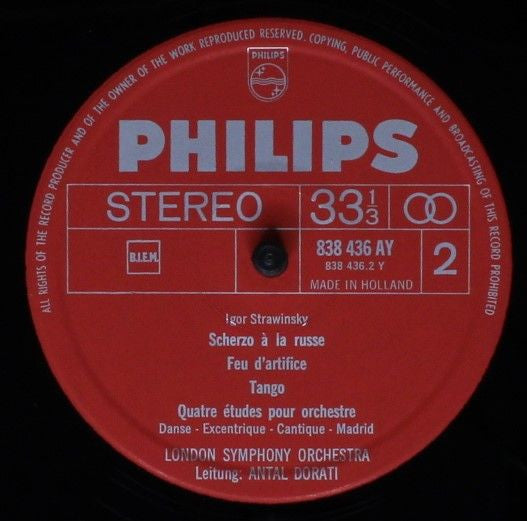 ALL RIGHTS OF THE RECORD PRODUCER AND OF THE OWNER OF THE WORK REPRODUCED RESERVED. COPYING, PUBLIC PERFORMANCE AND BROADCASTING OF THIS RECORD PROHIBITED
PHILIPS
PHILIPS
STEREO
33 1/3
838 436 AY
838 436.2 Y
2
B.I.E.M.
MADE IN HOLLAND
Igor Strawinsky
Scherzo à la russe
Feu d'artifice
Tango
Quatre études pour orchestre
Danse - Excentrique - Cantique - Madrid
LONDON SYMPHONY ORCHESTRA
Leitung: ANTAL DORATI